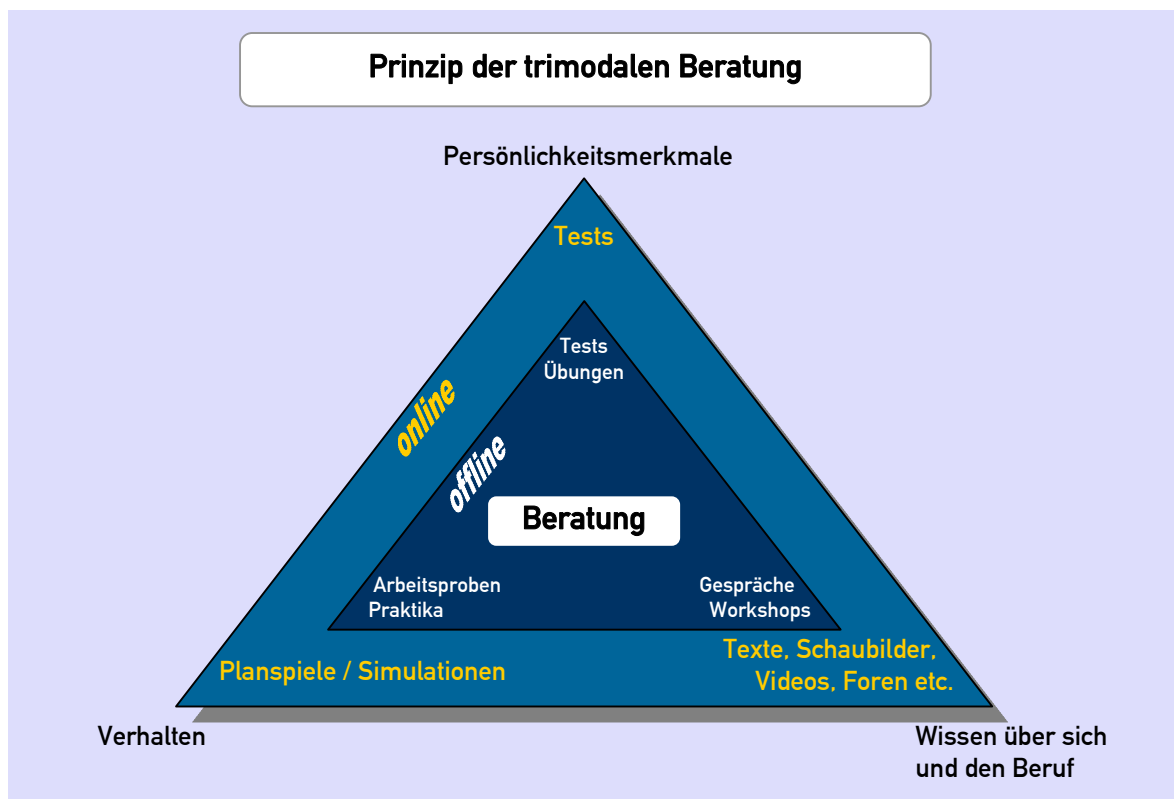 Prinzip der trimodalen Beratung
Persönlichkeitsmerkmale
Tests
Tests
Übungen
online
offline
Beratung
Arbeitsproben
Praktika
Gespräche
Workshops
Planspiele / Simulationen
Texte, Schaubilder,
Videos, Foren etc.
Verhalten
Wissen über sich
und den Beruf